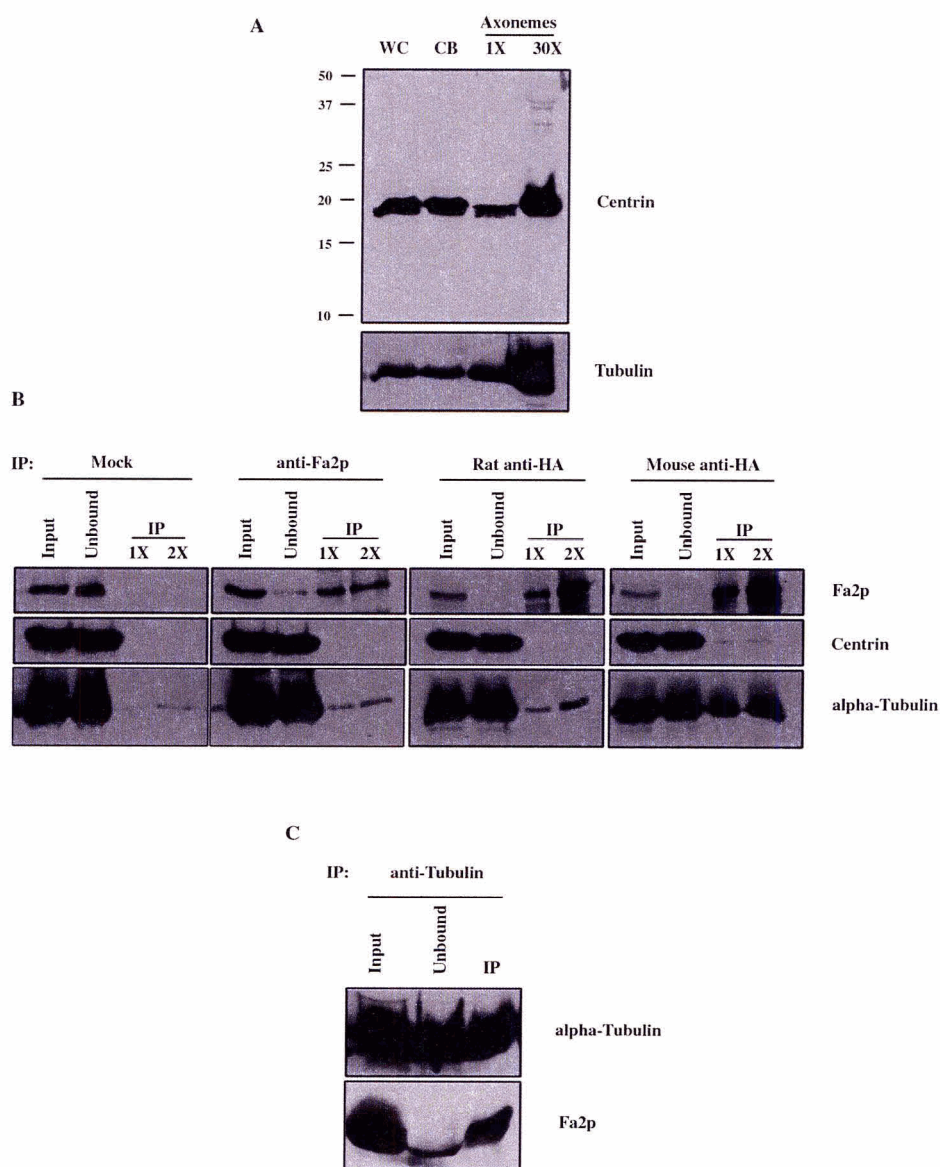 A
Axonemes
WC CB 1X 30X
50
37
25
20
15
10
Centrin
Tubulin
B
IP: Mock anti-Fa2p Rat anti-HA Mouse anti-HA
Input Unbound IP Input Unbound IP Input Unbound IP Input Unbound IP
1X 2X 1X 2X 1X 2X 1X 2X
Fa2p
Centrin
alpha-Tubulin
C
IP: anti-Tubulin
Input Unbound IP
alpha-Tubulin
Fa2p